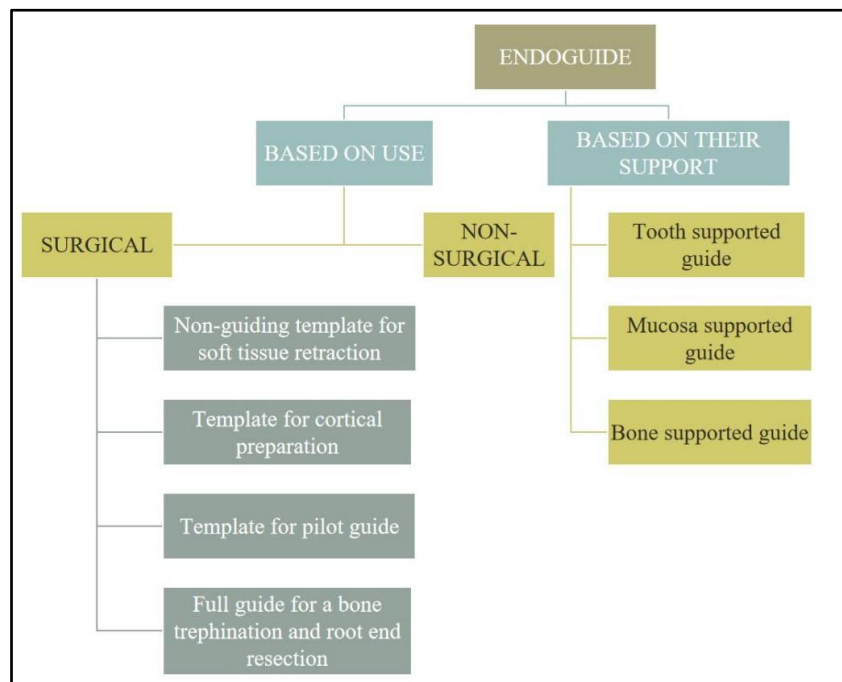 ENDOGUIDE
BASED ON USE
BASED ON THEIR
SUPPORT
SURGICAL
NON-
SURGICAL
Non-guiding template for
soft tissue retraction
Template for cortical
preparation
Template for pilot guide
Full guide for a bone
trephination and root end
resection
Tooth supported
guide
Mucosa supported
guide
Bone supported guide